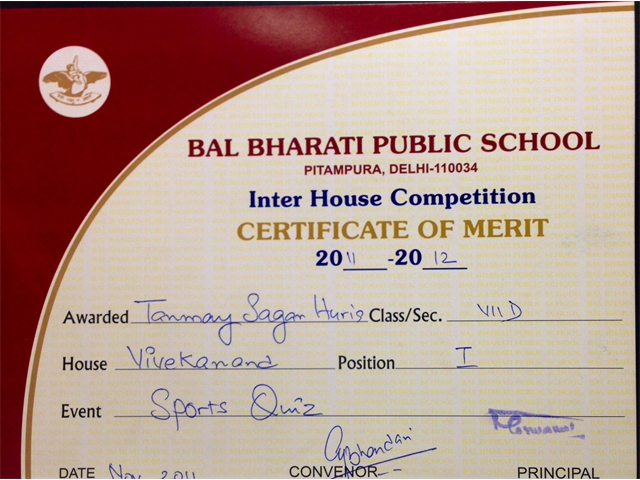 BAL BHARATI PUBLIC SCHOOL
PITAMPURA, DELHI-110034
Inter House Competition
CERTIFICATE OF MERIT
2011-2012
Awarded Tanmay Sagar Huria Class/Sec. VII D
House Vivekanand Position I
Event Sports Quiz
DATE Nov 2011 CONVENOR PRINCIPAL